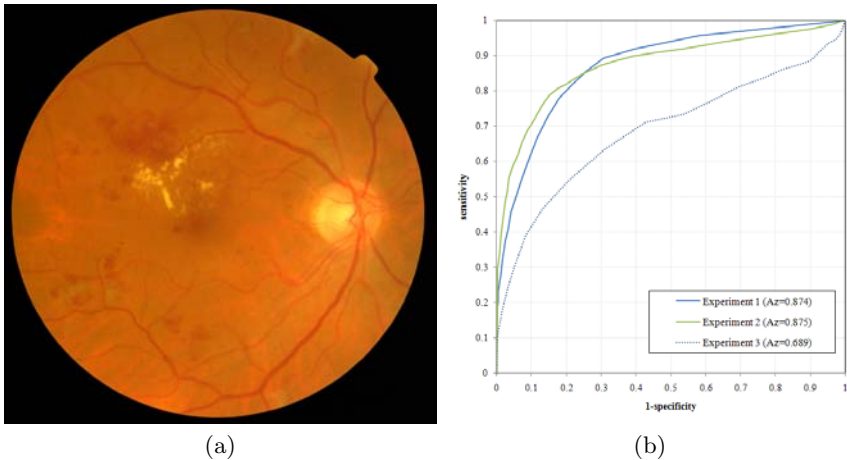 1
0.9
0.8
0.7
0.6
0.5
0.4
0.3
0.2
0.1
0
sensitivity
Experiment 1 (Az=0.874)
Experiment 2 (Az=0.875)
Experiment 3 (Az=0.689)
0 0.1 0.2 0.3 0.4 0.5 0.6 0.7 0.8 0.9 1
1-specificity
(a) (b)